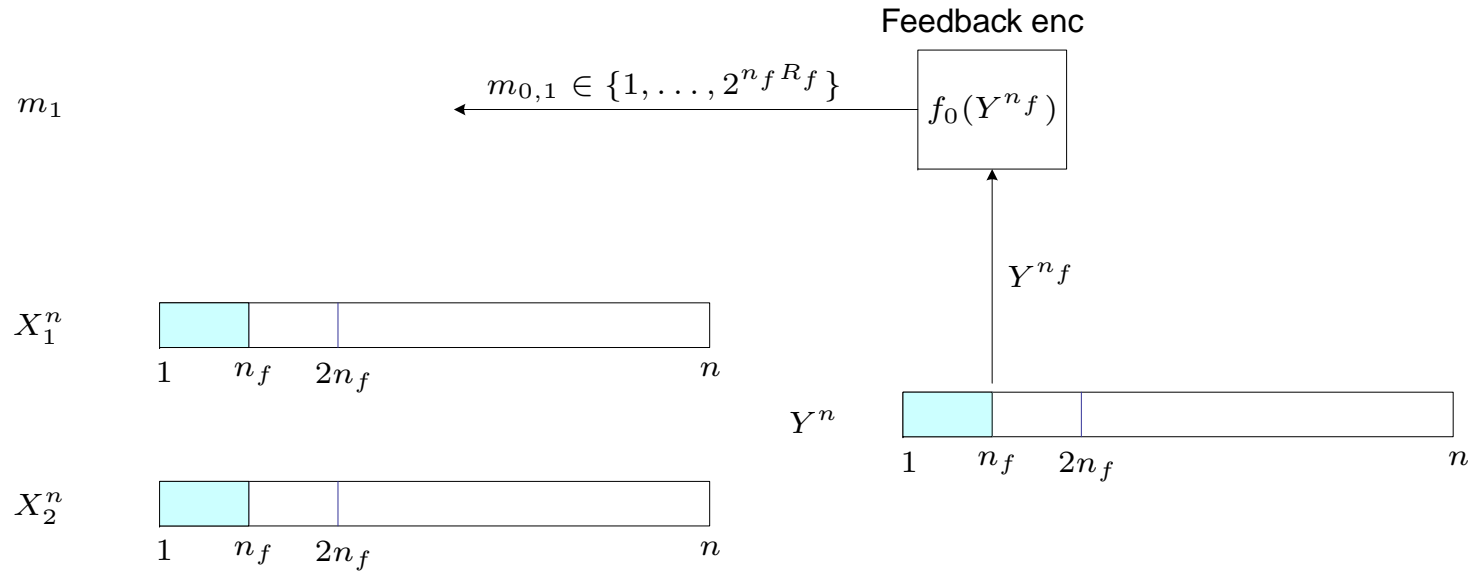 Feedback enc
m_{0,1} ∈ {1, . . . , 2^{n_f R_f}}
m_1
f_0(Y^{n_f})
Y^{n_f}
X_1^n
1 n_f 2n_f n
Y^n
1 n_f 2n_f n
X_2^n
1 n_f 2n_f n